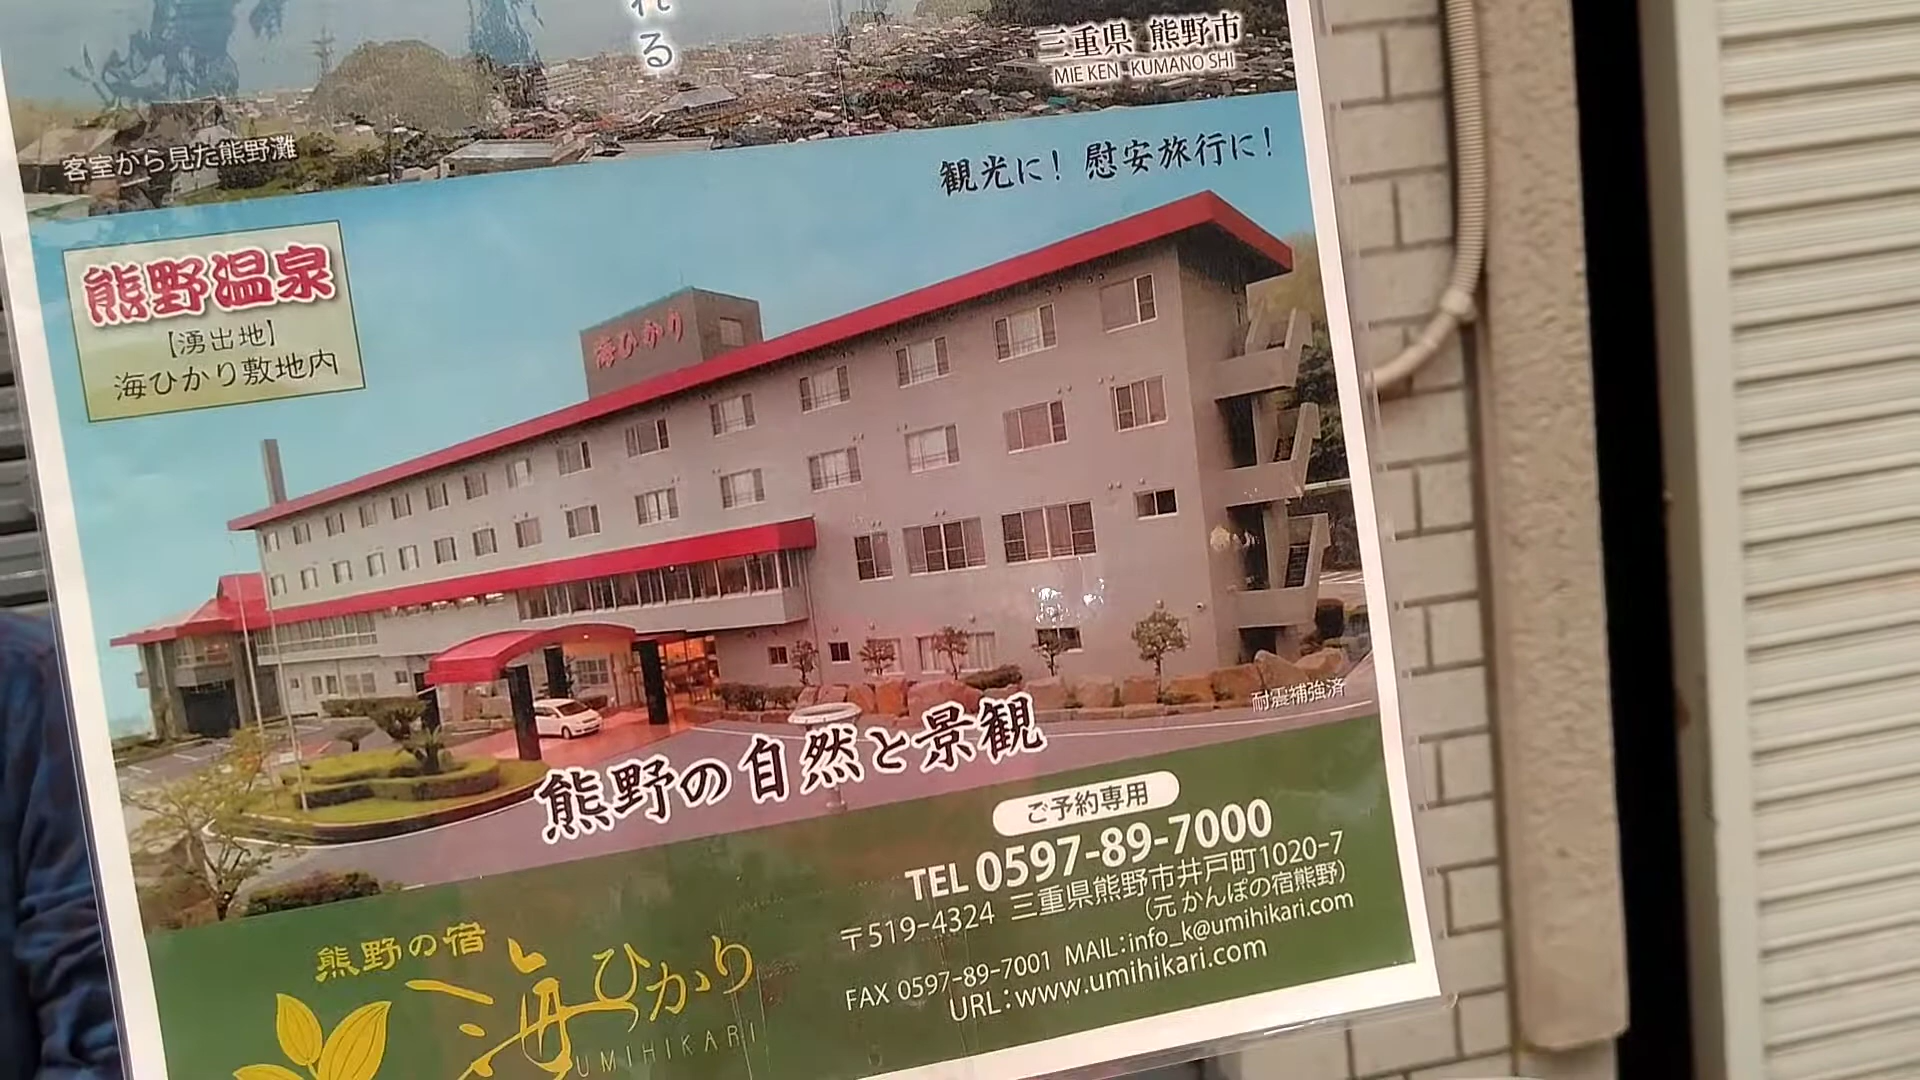 れる
三重県 熊野市
MIE KEN KUMANO SHI
客室から見た熊野灘
観光に! 慰安旅行に!
熊野温泉
【湧出地】
海ひかり敷地内
海ひかり
耐震補強済
熊野の自然と景観
ご予約専用
TEL 0597-89-7000
〒519-4324 三重県熊野市井戸町1020-7
(元 かんぽの宿熊野)
FAX 0597-89-7001 MAIL:info_k@umihikari.com
URL:www.umihikari.com
熊野の宿
海ひかり
UMIHIKARI